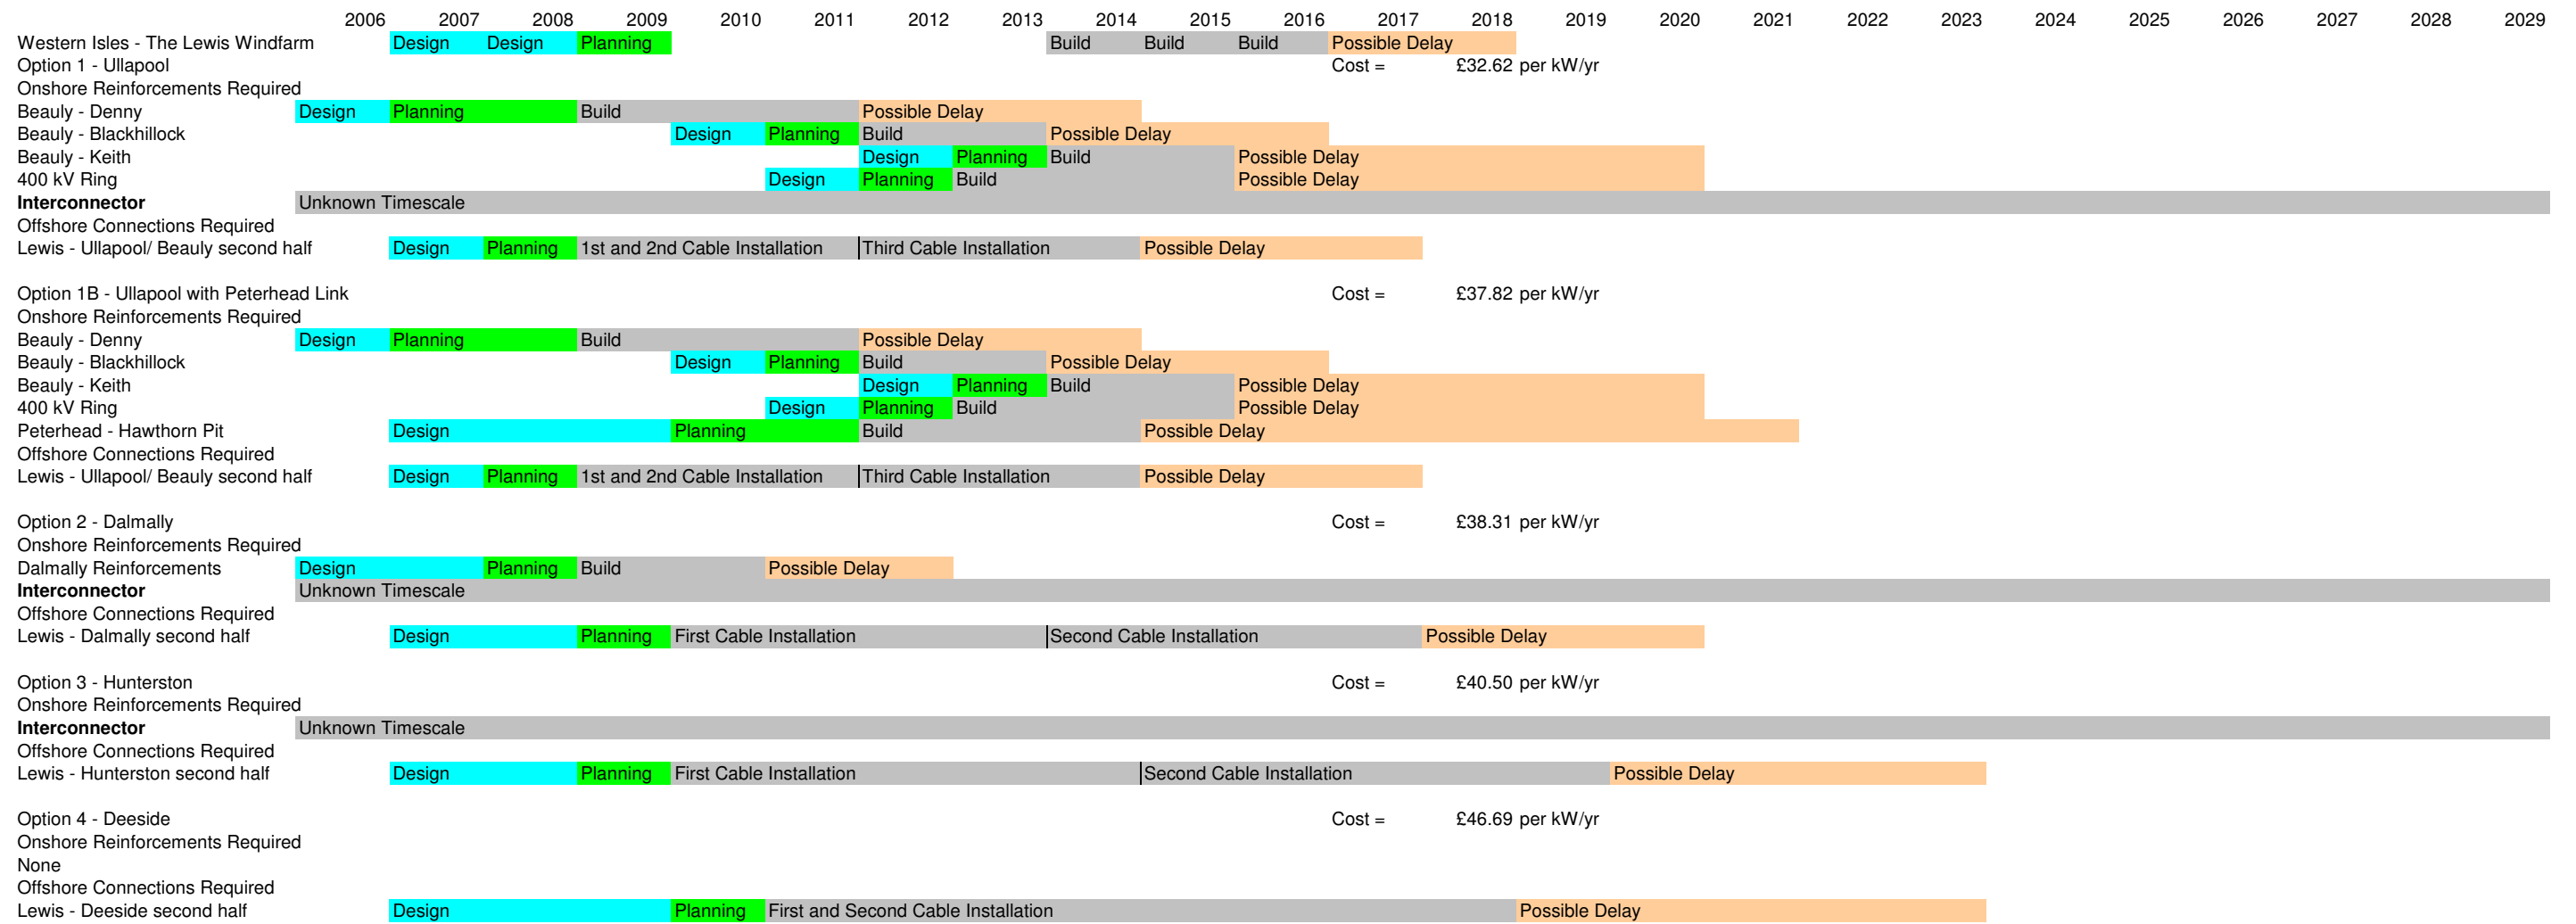 2006 2007 2008 2009 2010 2011 2012 2013 2014 2015 2016 2017 2018 2019 2020 2021 2022 2023 2024 2025 2026 2027 2028 2029
Western Isles - The Lewis Windfarm Design Design Planning Build Build Build Possible Delay
Option 1 - Ullapool Cost = £32.62 per kW/yr
Onshore Reinforcements Required
Beauly - Denny Design Planning Build Possible Delay
Beauly - Blackhillock Design Planning Build Possible Delay
Beauly - Keith Design Planning Build Possible Delay
400 kV Ring Design Planning Build Possible Delay
Interconnector Unknown Timescale
Offshore Connections Required
Lewis - Ullapool/ Beauly second half Design Planning 1st and 2nd Cable Installation Third Cable Installation Possible Delay
Option 1B - Ullapool with Peterhead Link Cost = £37.82 per kW/yr
Onshore Reinforcements Required
Beauly - Denny Design Planning Build Possible Delay
Beauly - Blackhillock Design Planning Build Possible Delay
Beauly - Keith Design Planning Build Possible Delay
400 kV Ring Design Planning Build Possible Delay
Peterhead - Hawthorn Pit Design Planning Build Possible Delay
Offshore Connections Required
Lewis - Ullapool/ Beauly second half Design Planning 1st and 2nd Cable Installation Third Cable Installation Possible Delay
Option 2 - Dalmally Cost = £38.31 per kW/yr
Onshore Reinforcements Required
Dalmally Reinforcements Design Planning Build Possible Delay
Interconnector Unknown Timescale
Offshore Connections Required
Lewis - Dalmally second half Design Planning First Cable Installation Second Cable Installation Possible Delay
Option 3 - Hunterston Cost = £40.50 per kW/yr
Onshore Reinforcements Required
Interconnector Unknown Timescale
Offshore Connections Required
Lewis - Hunterston second half Design Planning First Cable Installation Second Cable Installation Possible Delay
Option 4 - Deeside Cost = £46.69 per kW/yr
Onshore Reinforcements Required
None
Offshore Connections Required
Lewis - Deeside second half Design Planning First and Second Cable Installation Possible Delay